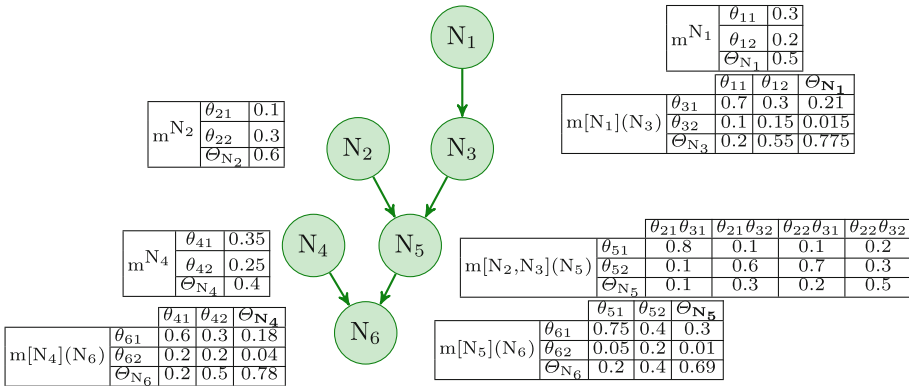 N₁
N₂
N₃
N₄
N₅
N₆
m^N₁ θ₁₁ 0.3
θ₁₂ 0.2
Θ_N₁ 0.5
θ₁₁ θ₁₂ Θ_N₁
m[N₁](N₃) θ₃₁ 0.7 0.3 0.21
θ₃₂ 0.1 0.15 0.015
Θ_N₃ 0.2 0.55 0.775
m^N₂ θ₂₁ 0.1
θ₂₂ 0.3
Θ_N₂ 0.6
m^N₄ θ₄₁ 0.35
θ₄₂ 0.25
Θ_N₄ 0.4
θ₂₁θ₃₁ θ₂₁θ₃₂ θ₂₂θ₃₁ θ₂₂θ₃₂
m[N₂,N₃](N₅) θ₅₁ 0.8 0.1 0.1 0.2
θ₅₂ 0.1 0.6 0.7 0.3
Θ_N₅ 0.1 0.3 0.2 0.5
θ₄₁ θ₄₂ Θ_N₄
m[N₄](N₆) θ₆₁ 0.6 0.3 0.18
θ₆₂ 0.2 0.2 0.04
Θ_N₆ 0.2 0.5 0.78
θ₅₁ θ₅₂ Θ_N₅
m[N₅](N₆) θ₆₁ 0.75 0.4 0.3
θ₆₂ 0.05 0.2 0.01
Θ_N₆ 0.2 0.4 0.69